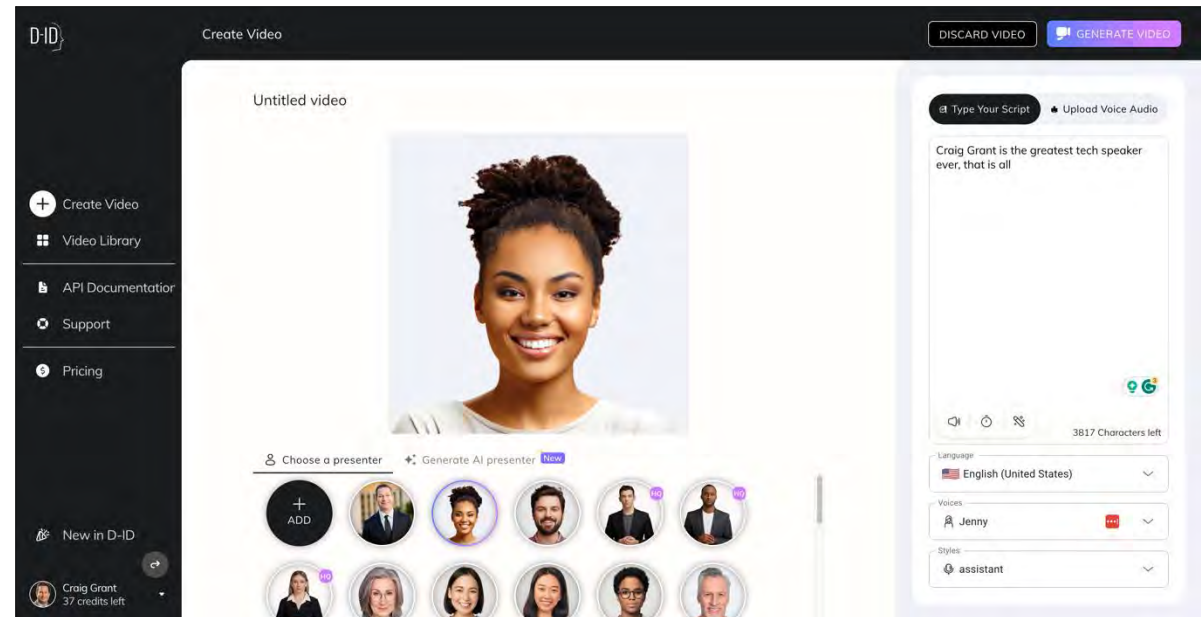 D-ID
Create Video
DISCARD VIDEO
GENERATE VIDEO
Create Video
Video Library
API Documentation
Support
Pricing
New in D-ID
Craig Grant
37 credits left
Untitled video
Choose a presenter
Generate AI presenter New
ADD
HQ
HQ
HQ
Type Your Script
Upload Voice Audio
Craig Grant is the greatest tech speaker
ever, that is all
3817 Characters left
Language
English (United States)
Voices
Jenny
Styles
assistant